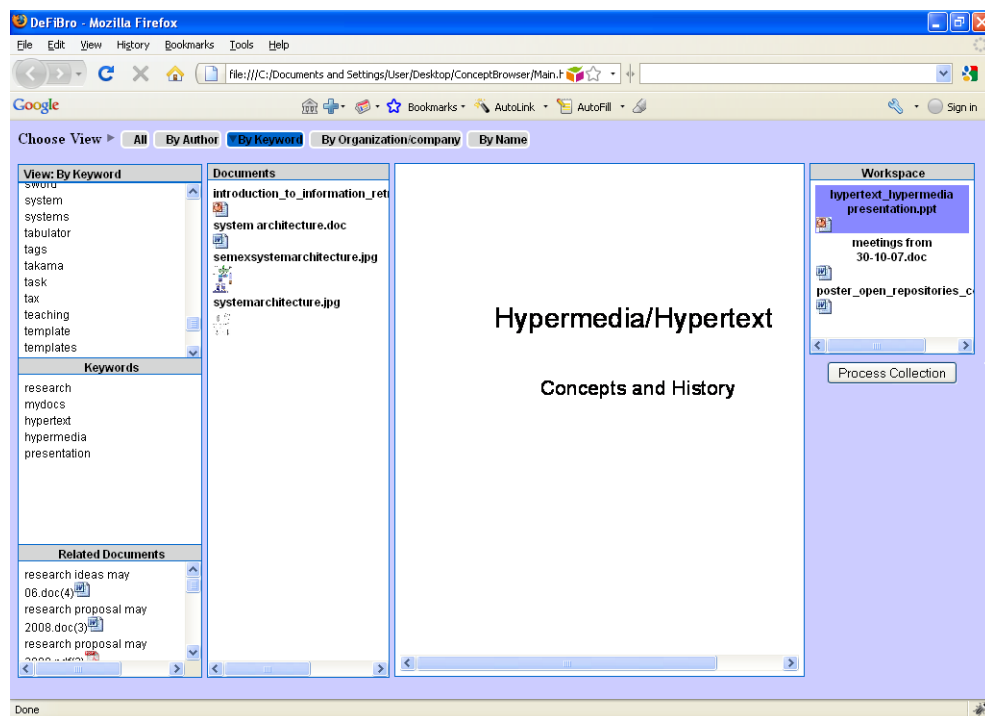 DeFiBro - Mozilla Firefox
File Edit View History Bookmarks Tools Help
file:///C:/Documents and Settings/User/Desktop/ConceptBrowser/Main.h
Google
Bookmarks AutoLink AutoFill Sign in
Choose View All By Author By Keyword By Organization/company By Name
View: By Keyword
sword
system
systems
tabulator
tags
takama
task
tax
teaching
template
templates
Keywords
research
mydocs
hypertext
hypermedia
presentation
Related Documents
research ideas may
06.doc(4)
research proposal may
2008.doc(3)
research proposal may
Documents
introduction_to_information_retr
system architecture.doc
semexsystemarchitecture.jpg
systemarchitecture.jpg
Hypermedia/Hypertext
Concepts and History
Workspace
hypertext_hypermedia
presentation.ppt
meetings from
30-10-07.doc
poster_open_repositories_c
Process Collection
Done